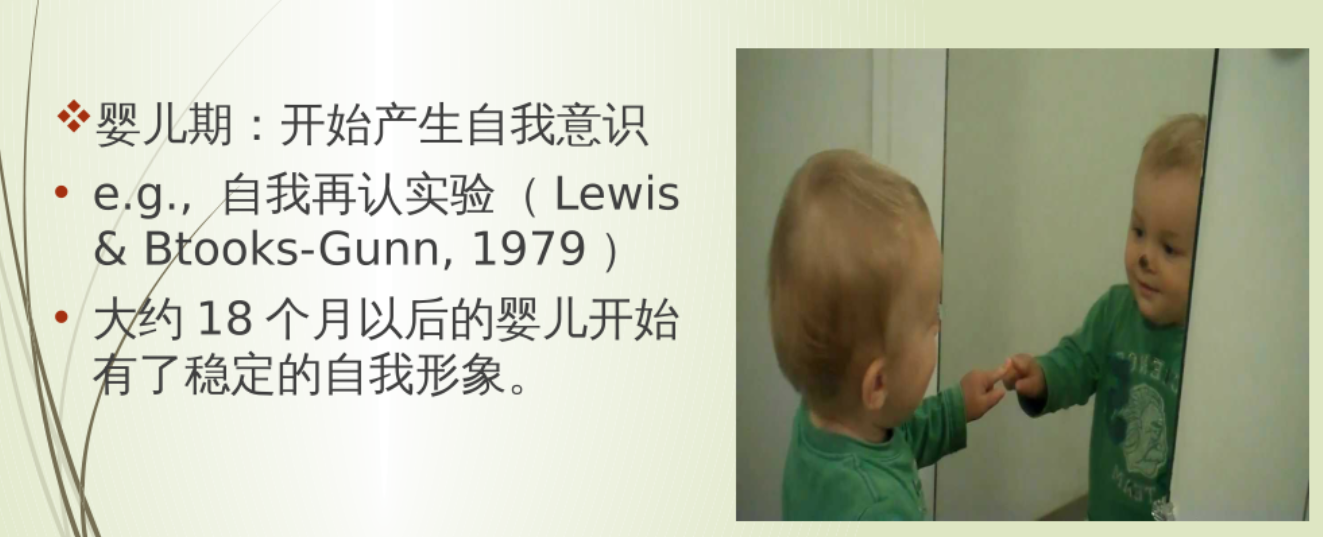 ❖婴儿期：开始产生自我意识
• e.g., 自我再认实验（ Lewis
& Btooks-Gunn, 1979 ）
• 大约 18 个月以后的婴儿开始
有了稳定的自我形象。